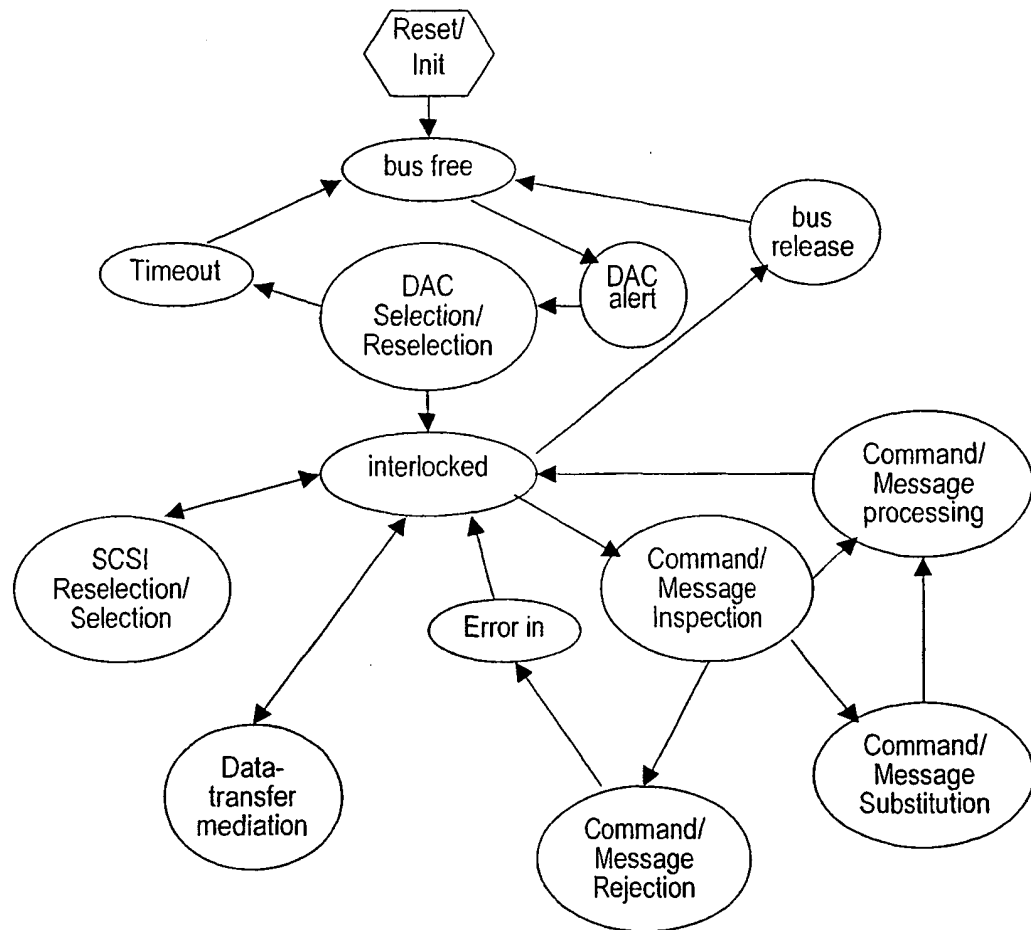 Reset/
Init
bus free
bus
release
Timeout
DAC
alert
DAC
Selection/
Reselection
interlocked
Command/
Message
processing
SCSI
Reselection/
Selection
Command/
Message
Inspection
Error in
Data-
transfer
mediation
Command/
Message
Substitution
Command/
Message
Rejection